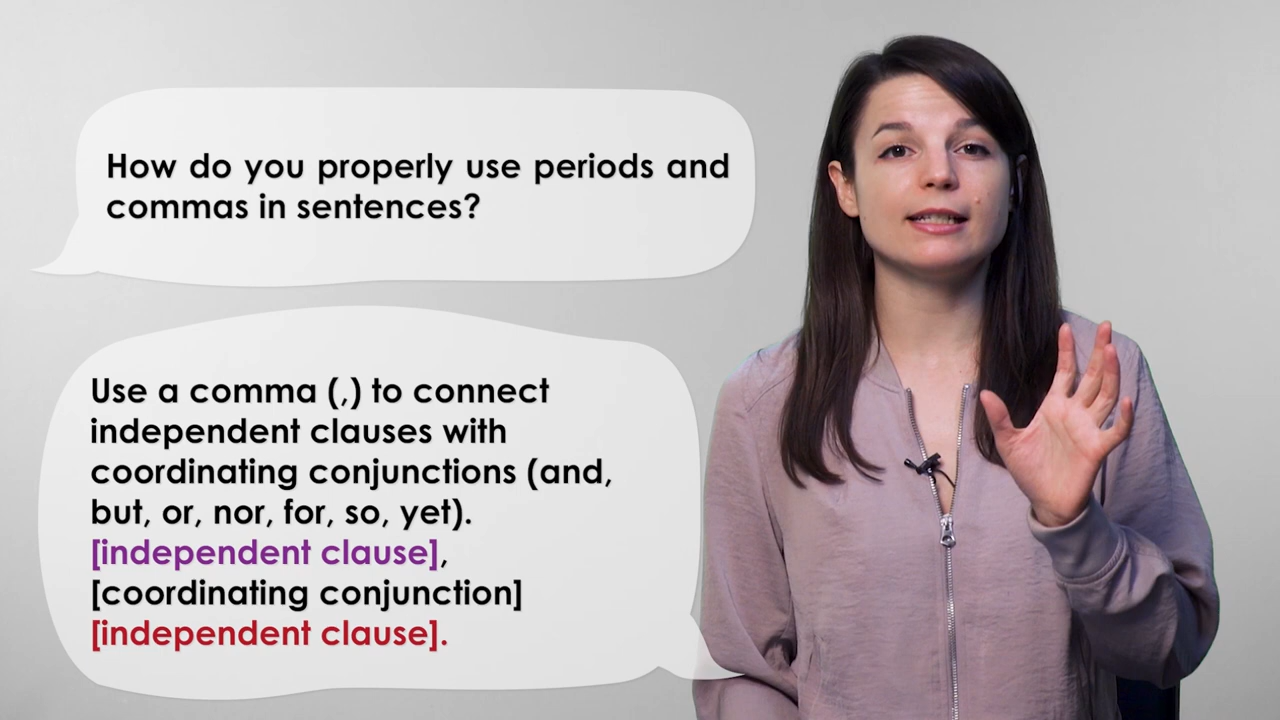 How do you properly use periods and
commas in sentences?
Use a comma (,) to connect
independent clauses with
coordinating conjunctions (and,
but, or, nor, for, so, yet).
[independent clause],
[coordinating conjunction]
[independent clause].